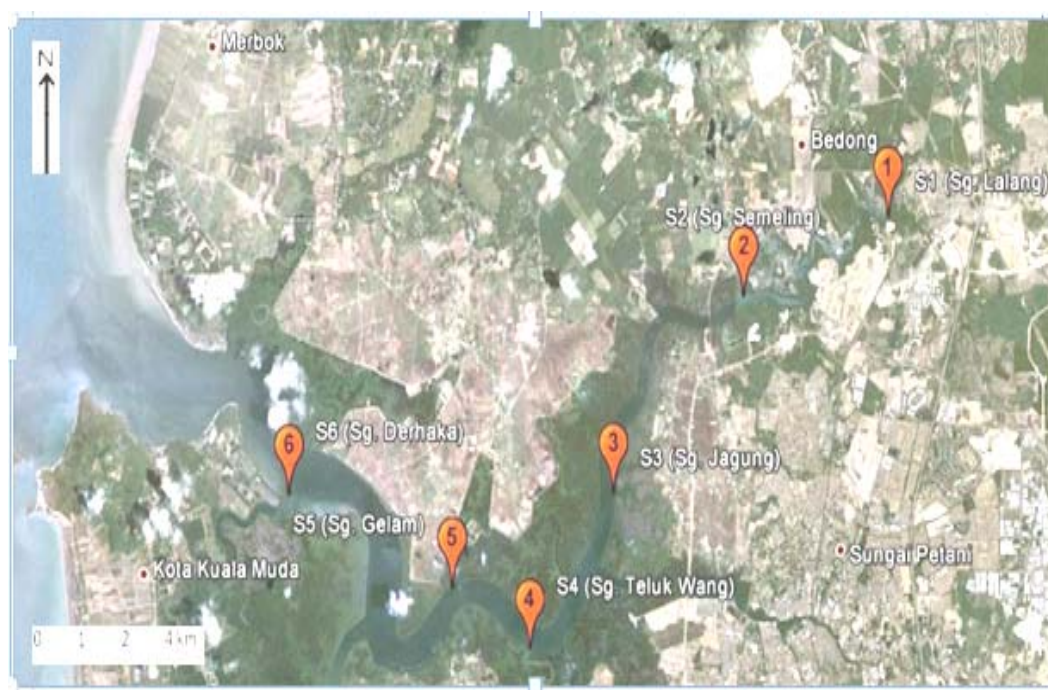 N
Merbok
Bedong
1
S1 (Sg. Lalang)
S2 (Sg. Semeling)
2
S6 (Sg. Derhaka)
6
3
S3 (Sg. Jagung)
S5 (Sg. Gelam)
5
Sungai Petani
Kota Kuala Muda
4
S4 (Sg. Teluk Wang)
0 1 2 4 km